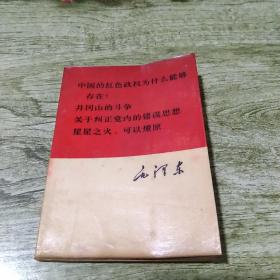 中国的红色政权为什么能够
存在？
井冈山的斗争
关于纠正党内的错误思想
星星之火，可以燎原
毛泽东